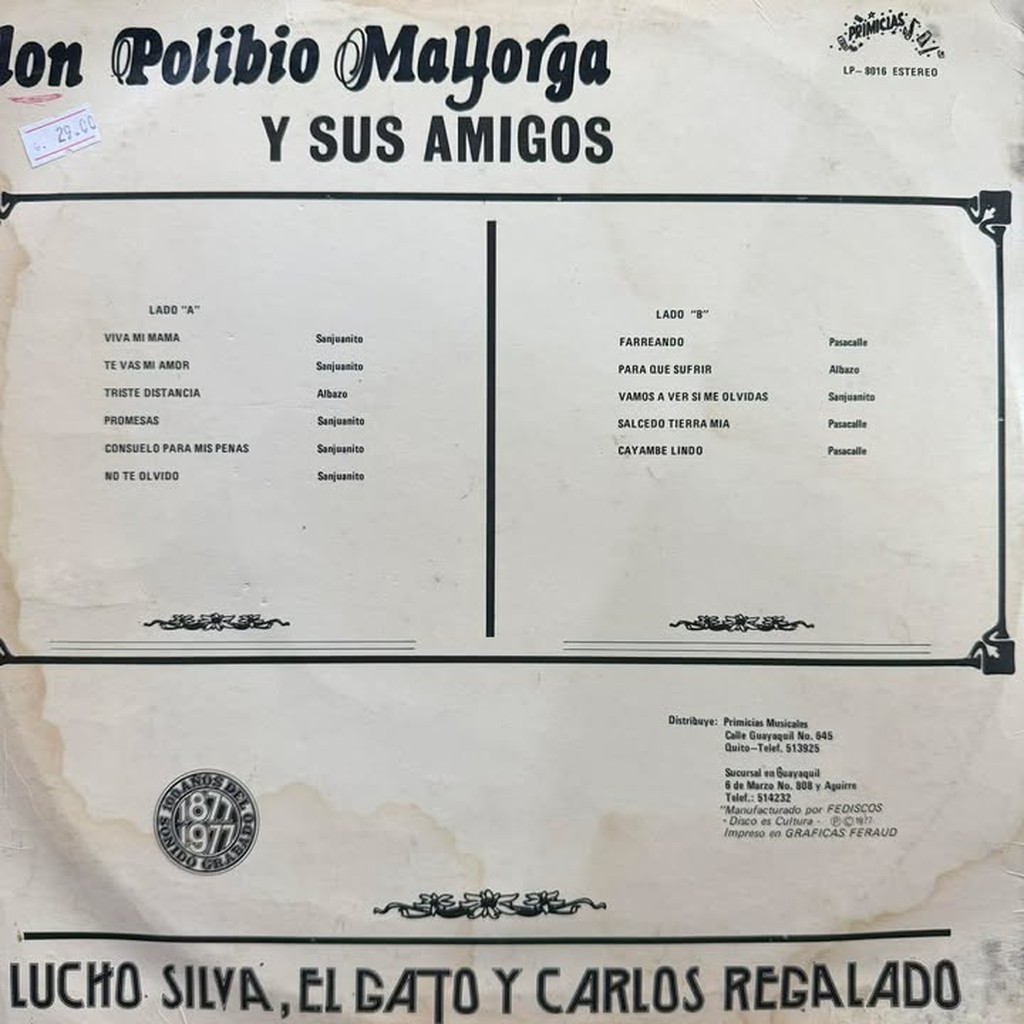 don Polibio Mayorga
Y SUS AMIGOS
29.00
PRIMICIAS
LP– 8016 ESTEREO
LADO "A"
VIVA MI MAMA Sanjuanito
TE VAS MI AMOR Sanjuanito
TRISTE DISTANCIA Albazo
PROMESAS Sanjuanito
CONSUELO PARA MIS PENAS Sanjuanito
NO TE OLVIDO Sanjuanito
LADO "B"
FARREANDO Pasacalle
PARA QUE SUFRIR Albazo
VAMOS A VER SI ME OLVIDAS Sanjuanito
SALCEDO TIERRA MIA Pasacalle
CAYAMBE LINDO Pasacalle
Distribuye: Primicias Musicales
Calle Guayaquil No. 645
Quito–Telef. 513925
Sucursal en Guayaquil
6 de Marzo No. 808 y Aguirre
Telef.: 514232
"Manufacturado por FEDISCOS
- Disco es Cultura - Ⓟ © 1977
Impreso en GRAFICAS FERAUD
100 AÑOS DEL
1877
1977
SONIDO GRABADO
LUCHO SILVA, EL GATO Y CARLOS REGALADO